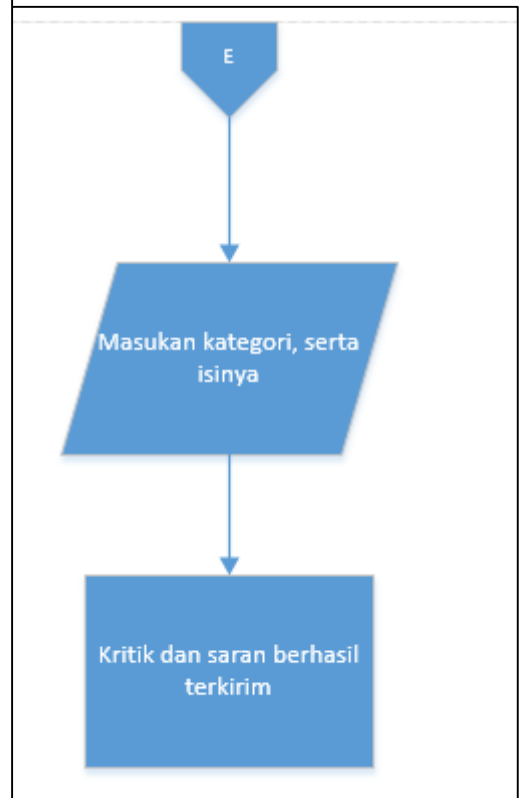 E
Masukan kategori, serta
isinya
Kritik dan saran berhasil
terkirim